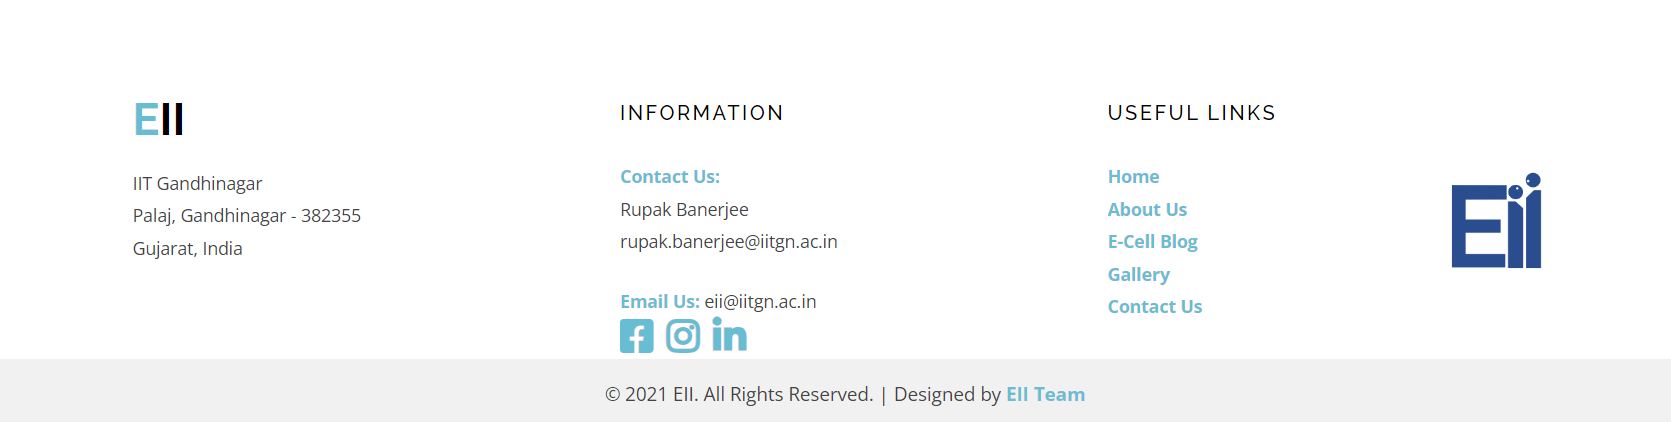 EII
IIT Gandhinagar
Palaj, Gandhinagar - 382355
Gujarat, India
INFORMATION
Contact Us:
Rupak Banerjee
rupak.banerjee@iitgn.ac.in
Email Us: eii@iitgn.ac.in
USEFUL LINKS
Home
About Us
E-Cell Blog
Gallery
Contact Us
Eii
© 2021 EII. All Rights Reserved. | Designed by EII Team